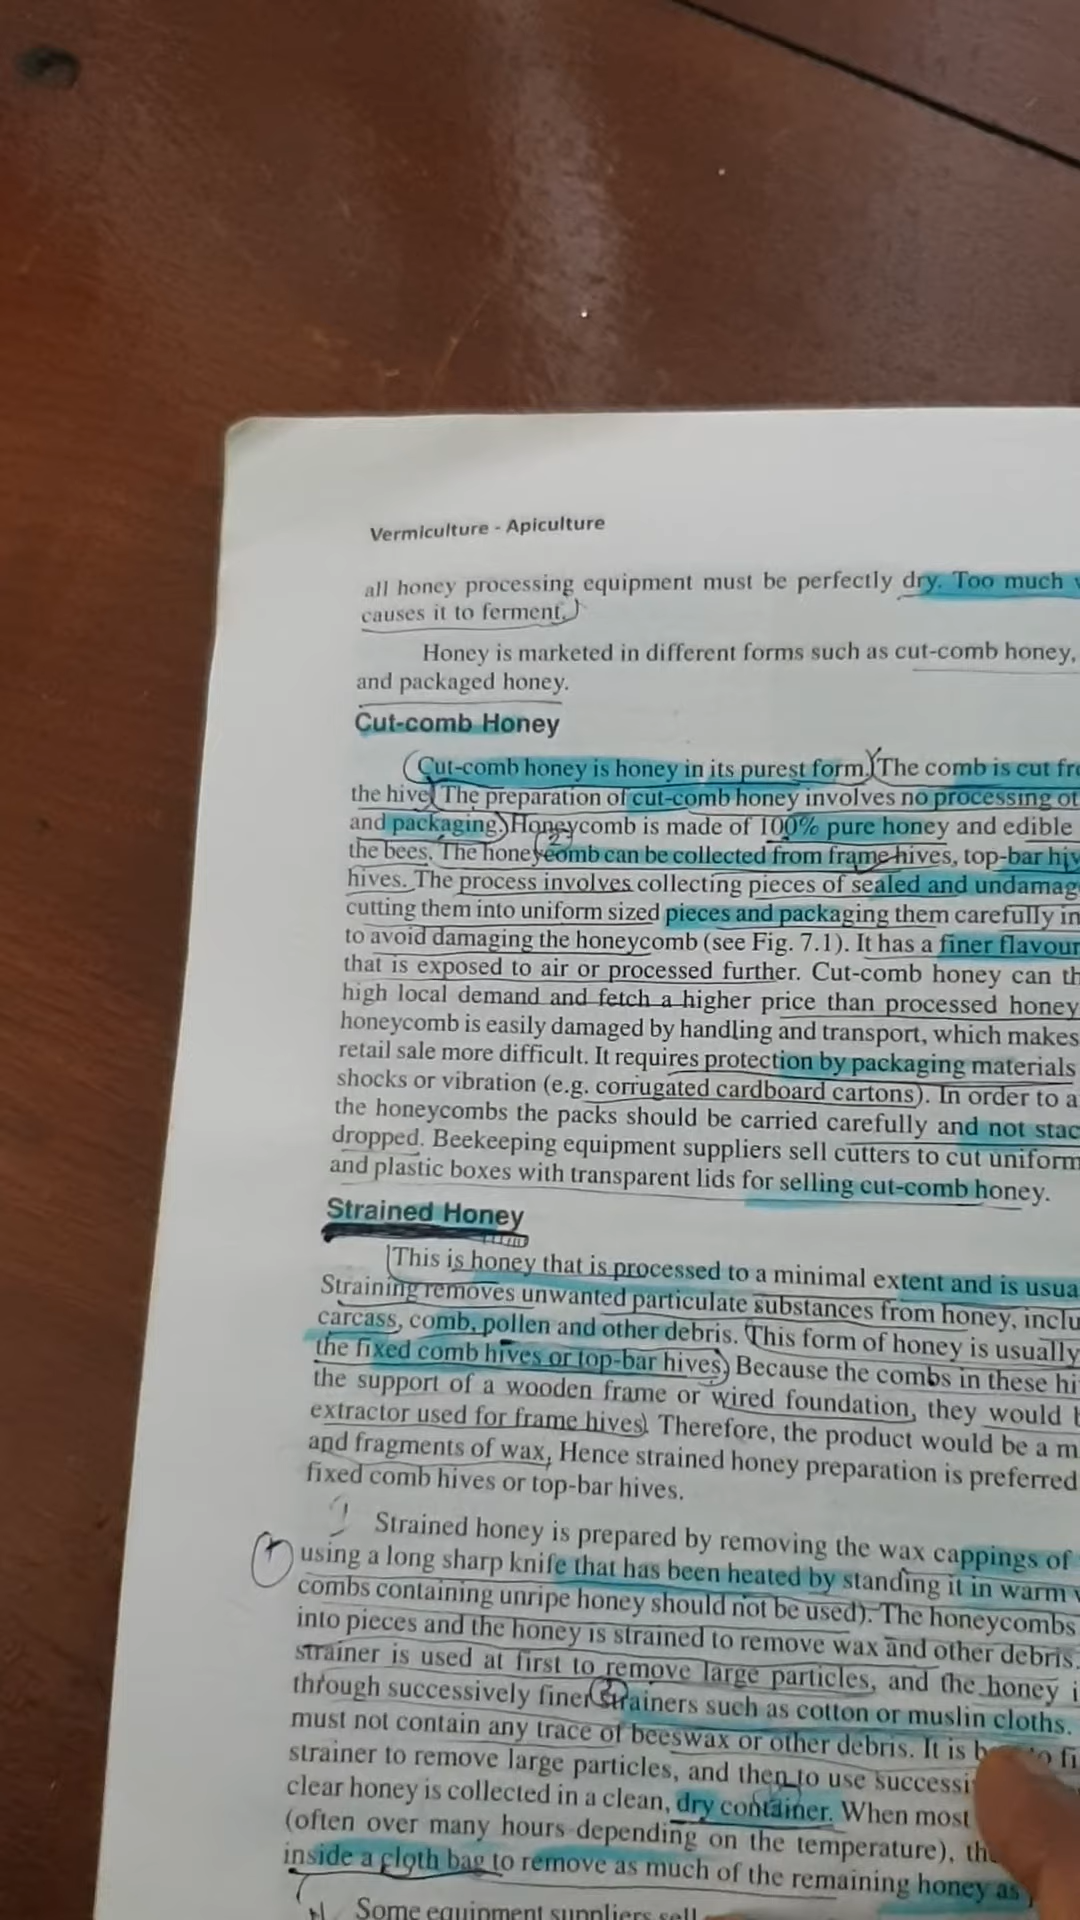 Vermiculture - Apiculture
all honey processing equipment must be perfectly dry. Too much
causes it to ferment.
Honey is marketed in different forms such as cut-comb honey,
and packaged honey.
Cut-comb Honey
Cut-comb honey is honey in its purest form. The comb is cut
the hive. The preparation of cut-comb honey involves no processing
and packaging. Honeycomb is made of 100% pure honey and edible
the bees. The honeycomb can be collected from frame hives, top-bar
hives. The process involves collecting pieces of sealed and
cutting them into uniform sized pieces and packaging them carefully in
to avoid damaging the honeycomb (see Fig. 7.1). It has a finer flavour
that is exposed to air or processed further. Cut-comb honey can
high local demand and fetch a higher price than processed honey
honeycomb is easily damaged by handling and transport, which makes
retail sale more difficult. It requires protection by packaging materials
shocks or vibration (e.g. corrugated cardboard cartons). In order to
the honeycombs the packs should be carried carefully and not
dropped. Beekeeping equipment suppliers sell cutters to cut uniform
and plastic boxes with transparent lids for selling cut-comb honey.
Strained Honey
This is honey that is processed to a minimal extent and is
Straining removes unwanted particulate substances from honey,
carcass, comb, pollen and other debris. This form of honey is usually
the fixed comb hives or top-bar hives. Because the combs in these
the support of a wooden frame or wired foundation, they would
extractor used for frame hives. Therefore, the product would be a
and fragments of wax, Hence strained honey preparation is preferred
fixed comb hives or top-bar hives.
Strained honey is prepared by removing the wax cappings of
using a long sharp knife that has been heated by standing it in warm
combs containing unripe honey should not be used). The honeycombs
into pieces and the honey is strained to remove wax and other debris.
strainer is used at first to remove large particles, and the honey
through successively finer strainers such as cotton or muslin cloths.
must not contain any trace of beeswax or other debris. It is
strainer to remove large particles, and then to use
clear honey is collected in a clean, dry container. When most
(often over many hours depending on the temperature),
inside a cloth bag to remove as much of the remaining honey as
Some equipment suppliers sell